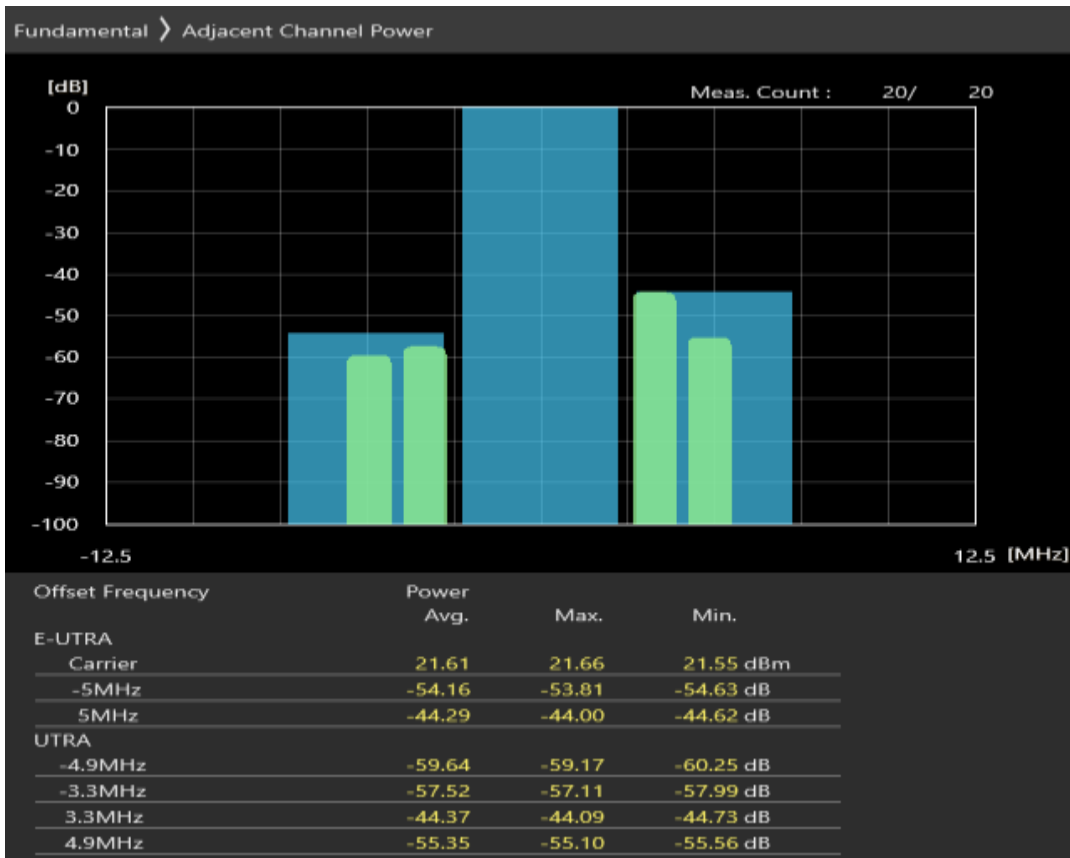 Fundamental ❯ Adjacent Channel Power
[dB]
Meas. Count : 20/ 20
0
-10
-20
-30
-40
-50
-60
-70
-80
-90
-100
-12.5 12.5 [MHz]
Offset Frequency Power
Avg. Max. Min.
E-UTRA
Carrier 21.61 21.66 21.55 dBm
-5MHz -54.16 -53.81 -54.63 dB
5MHz -44.29 -44.00 -44.62 dB
UTRA
-4.9MHz -59.64 -59.17 -60.25 dB
-3.3MHz -57.52 -57.11 -57.99 dB
3.3MHz -44.37 -44.09 -44.73 dB
4.9MHz -55.35 -55.10 -55.56 dB